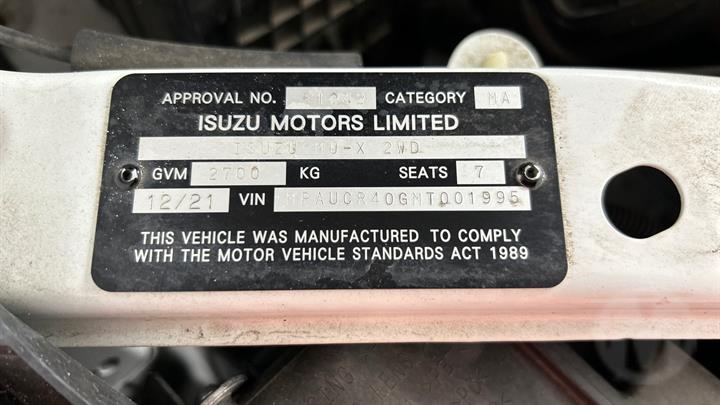 APPROVAL NO. CATEGORY MA
ISUZU MOTORS LIMITED
ISUZU MU-X 2WD
GVM 2700 KG SEATS 7
12/21 VIN MPAUCR40GMT001995
THIS VEHICLE WAS MANUFACTURED TO COMPLY
WITH THE MOTOR VEHICLE STANDARDS ACT 1989